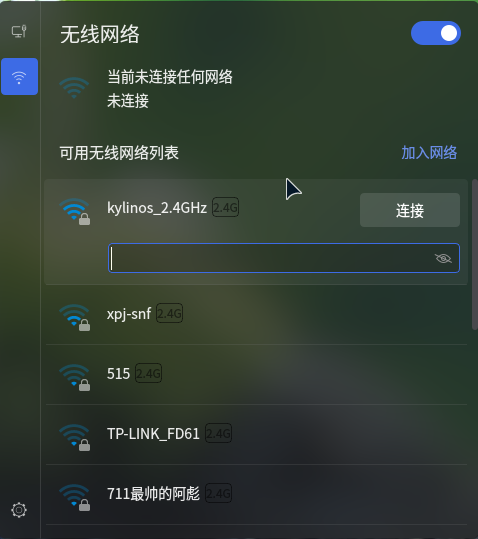 无线网络
当前未连接任何网络
未连接
可用无线网络列表 加入网络
kylinos_2.4GHz 2.4G 连接
xpj-snf 2.4G
515 2.4G
TP-LINK_FD61 2.4G
711最帅的阿彪 2.4G